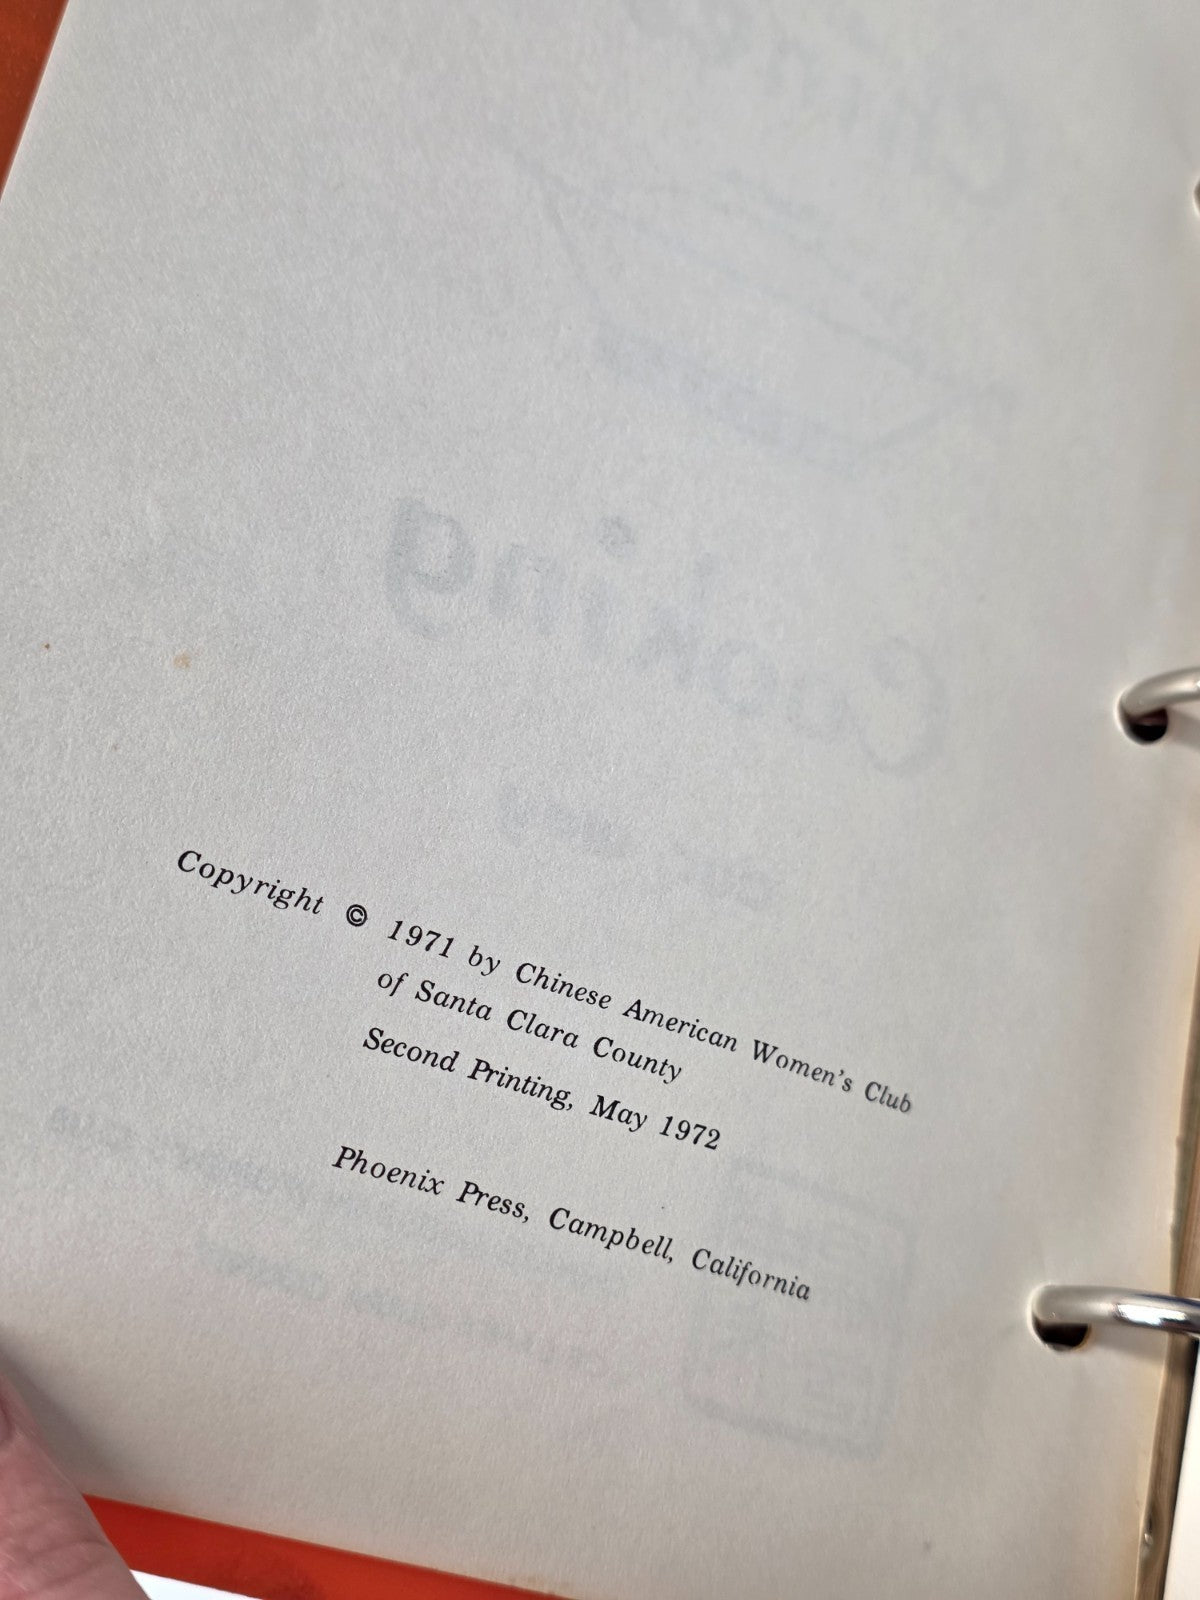 Copyright © 1971 by Chinese American Women's Club
of Santa Clara County
Second Printing, May 1972
Phoenix Press, Campbell, California
Cooking